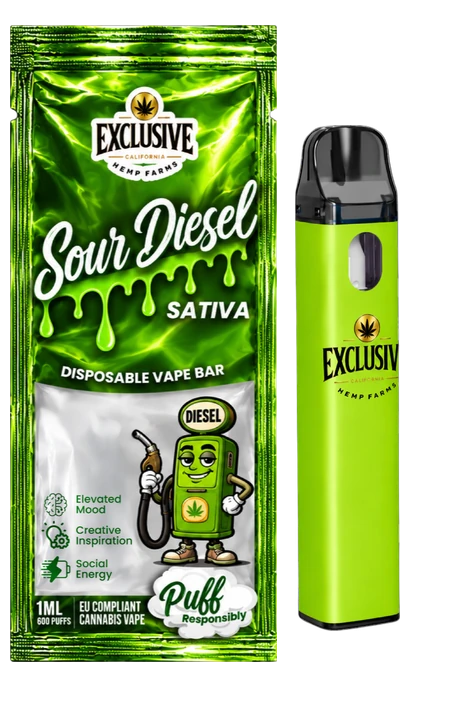 EXCLUSIVE
CALIFORNIA
HEMP FARMS
Sour Diesel
SATIVA
DISPOSABLE VAPE BAR
DIESEL
Elevated
Mood
Creative
Inspiration
Social
Energy
1ML
600 PUFFS
EU COMPLIANT
CANNABIS VAPE
Puff
Responsibly
EXCLUSIV
CALIFORNIA
HEMP FARMS